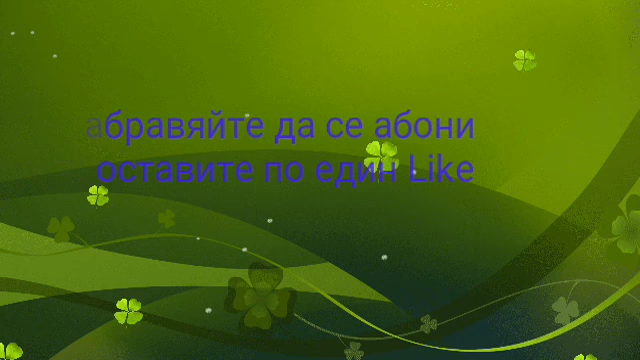 абравяйте да се абони
оставите по един Like